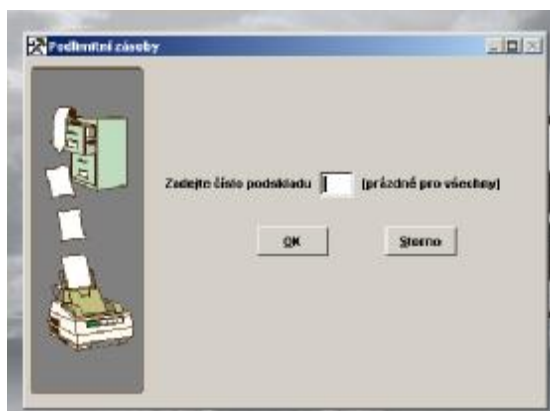 Podlimitní zásoby
Zadejte číslo podskladu (prázdné pro všechny)
OK Storno